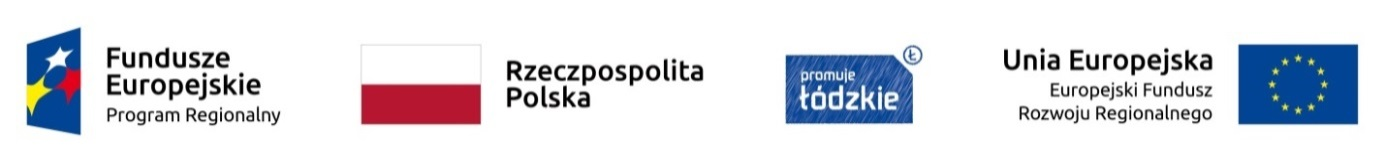 Fundusze
Europejskie
Program Regionalny
Rzeczpospolita
Polska
promuje
łódzkie
Ł
Unia Europejska
Europejski Fundusz
Rozwoju Regionalnego